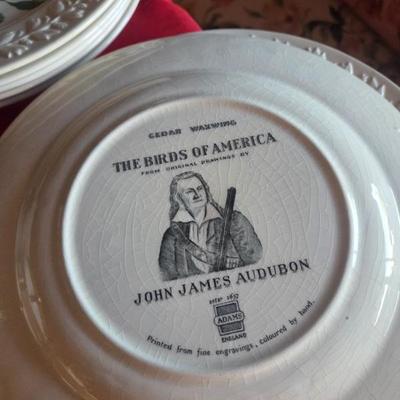 CEDAR WAXWING
THE BIRDS OF AMERICA
FROM ORIGINAL DRAWINGS BY
JOHN JAMES AUDUBON
ESTD 1657
ADAMS
ENGLAND
Printed from fine engravings, coloured by hand.